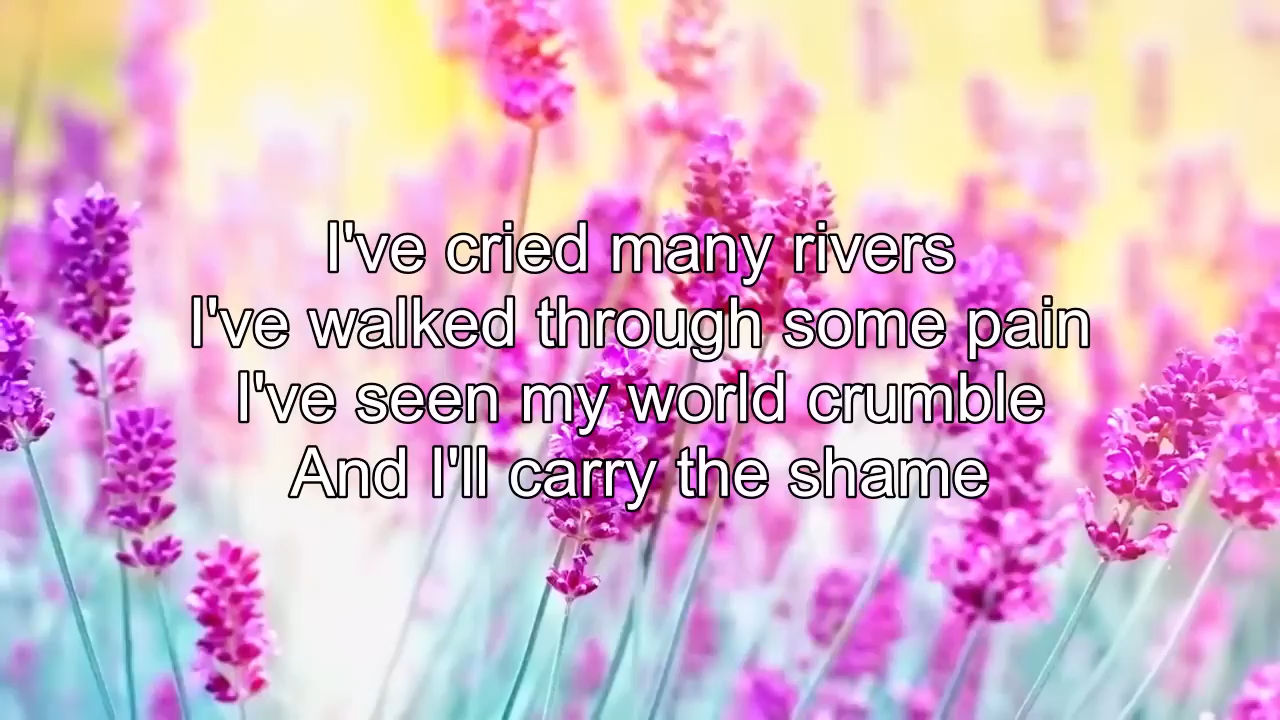 I've cried many rivers
I've walked through some pain
I've seen my world crumble
And I'll carry the shame